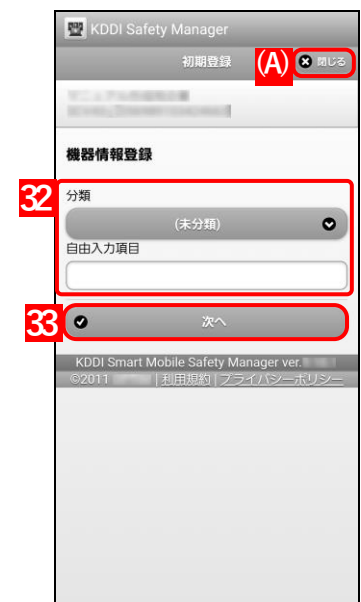 KDDI Safety Manager
初期登録
(A)
閉じる
機器情報登録
32
分類
(未分類)
自由入力項目
33
次へ
KDDI Smart Mobile Safety Manager ver.
©2011 | 利用規約 | プライバシーポリシー